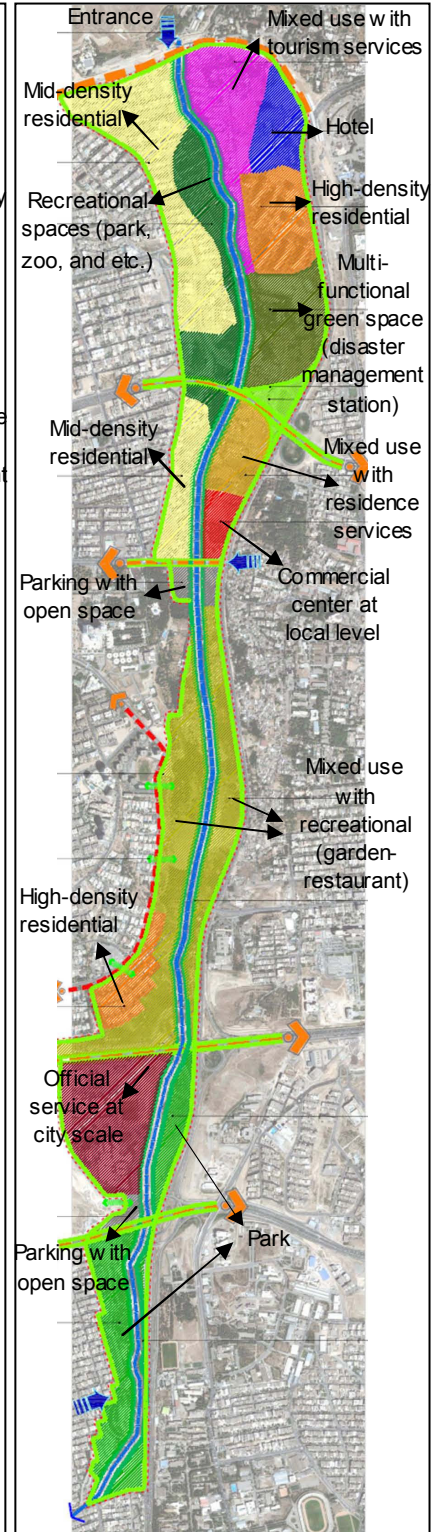 Entrance
Mixed use with
tourism services
Mid-density
residential
Hotel
Recreational
spaces (park,
zoo, and etc.)
High-density
residential
Multi-
functional
green space
(disaster
management
station)
Mid-density
residential
Mixed use
with
residence
services
Parking with
open space
Commercial
center at
local level
Mixed use
with
recreational
(garden-
restaurant)
High-density
residential
Official
service at
city scale
Park
Parking with
open space